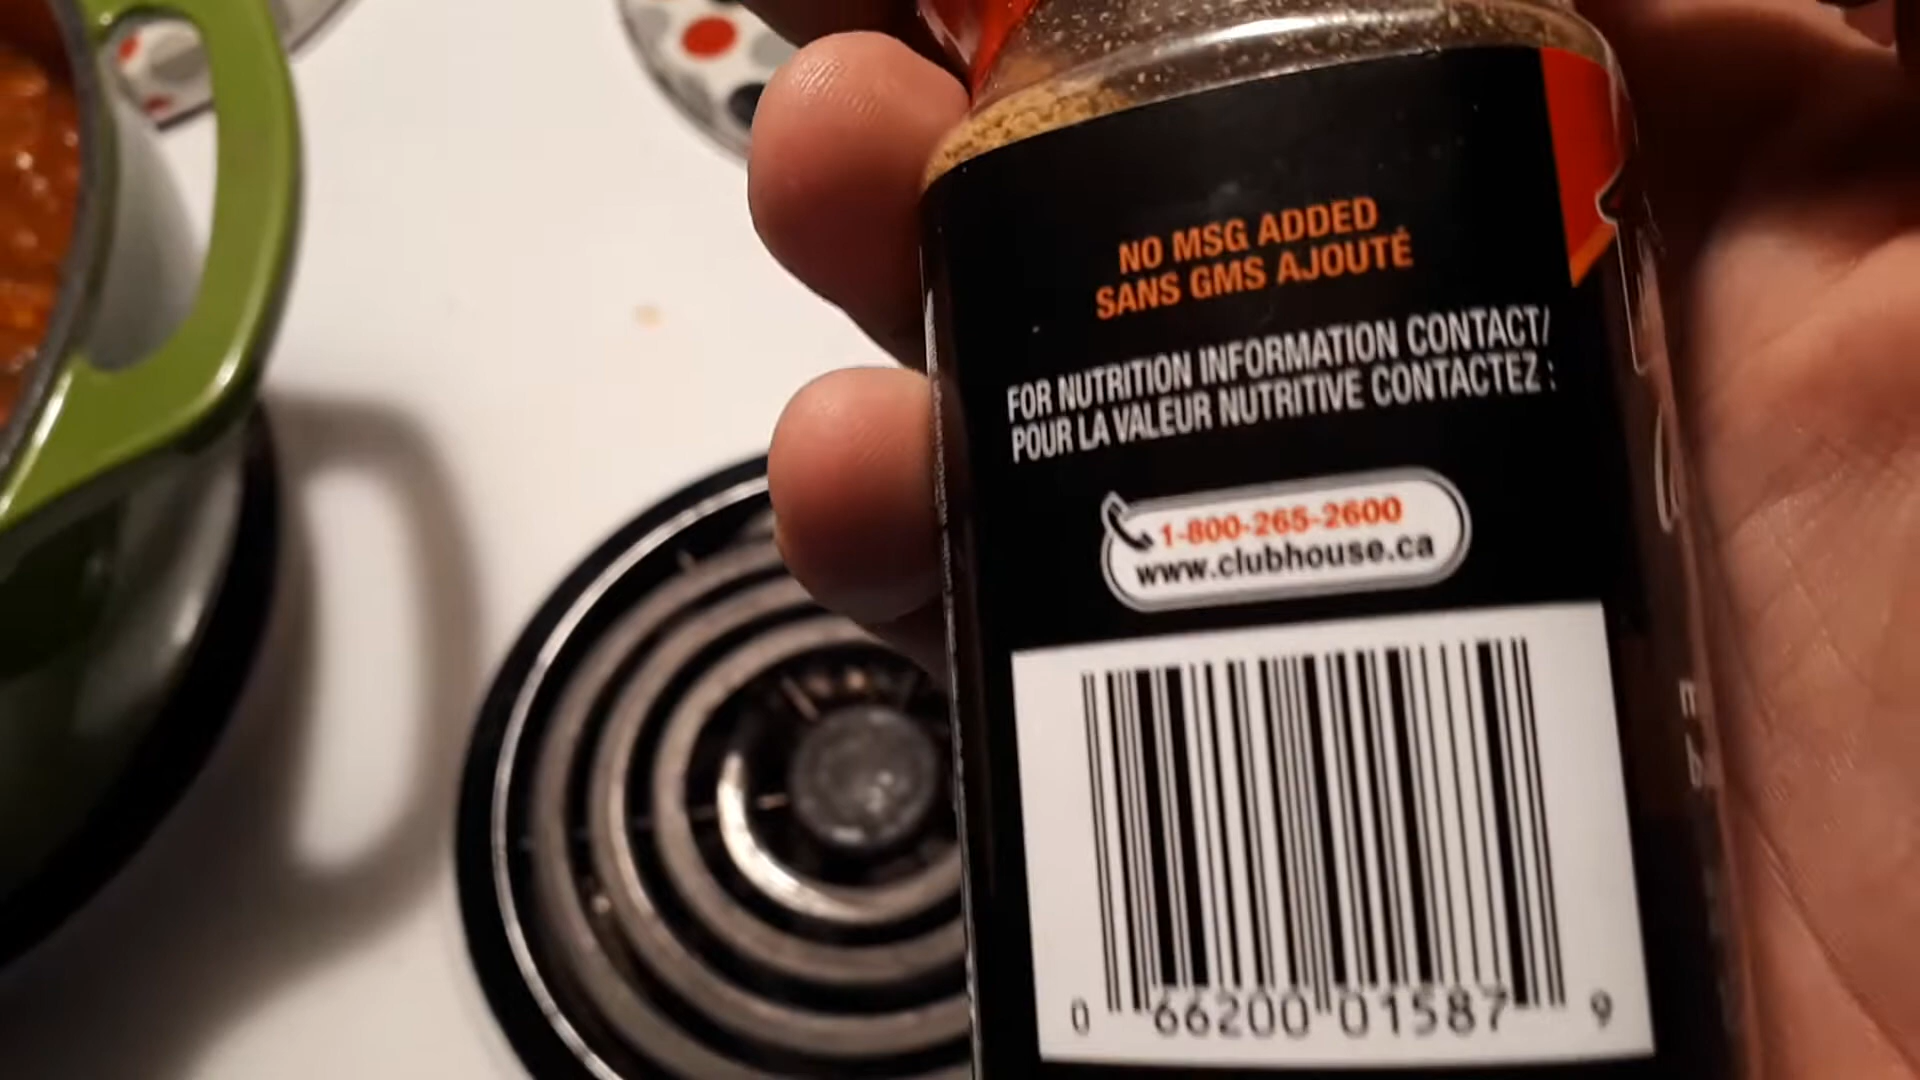 NO MSG ADDED
SANS GMS AJOUTÉ
FOR NUTRITION INFORMATION CONTACT/
POUR LA VALEUR NUTRITIVE CONTACTEZ :
1-800-265-2600
www.clubhouse.ca
0 66200 01587 9